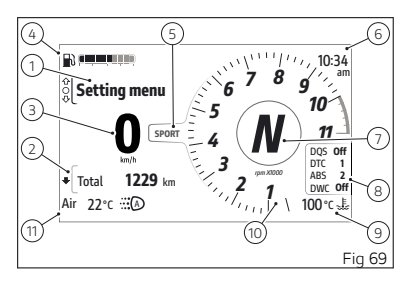 4
5
6
10:34
am
1
Setting menu
3
0
km/h
SPORT
1
2
3
4
5
6
7
8
9
10
11
N
rpm X1000
7
DQS Off
DTC 1
ABS 2
DWC Off
8
2
Total 1229 km
Air 22°C A
100 °C
11
10
9
Fig 69